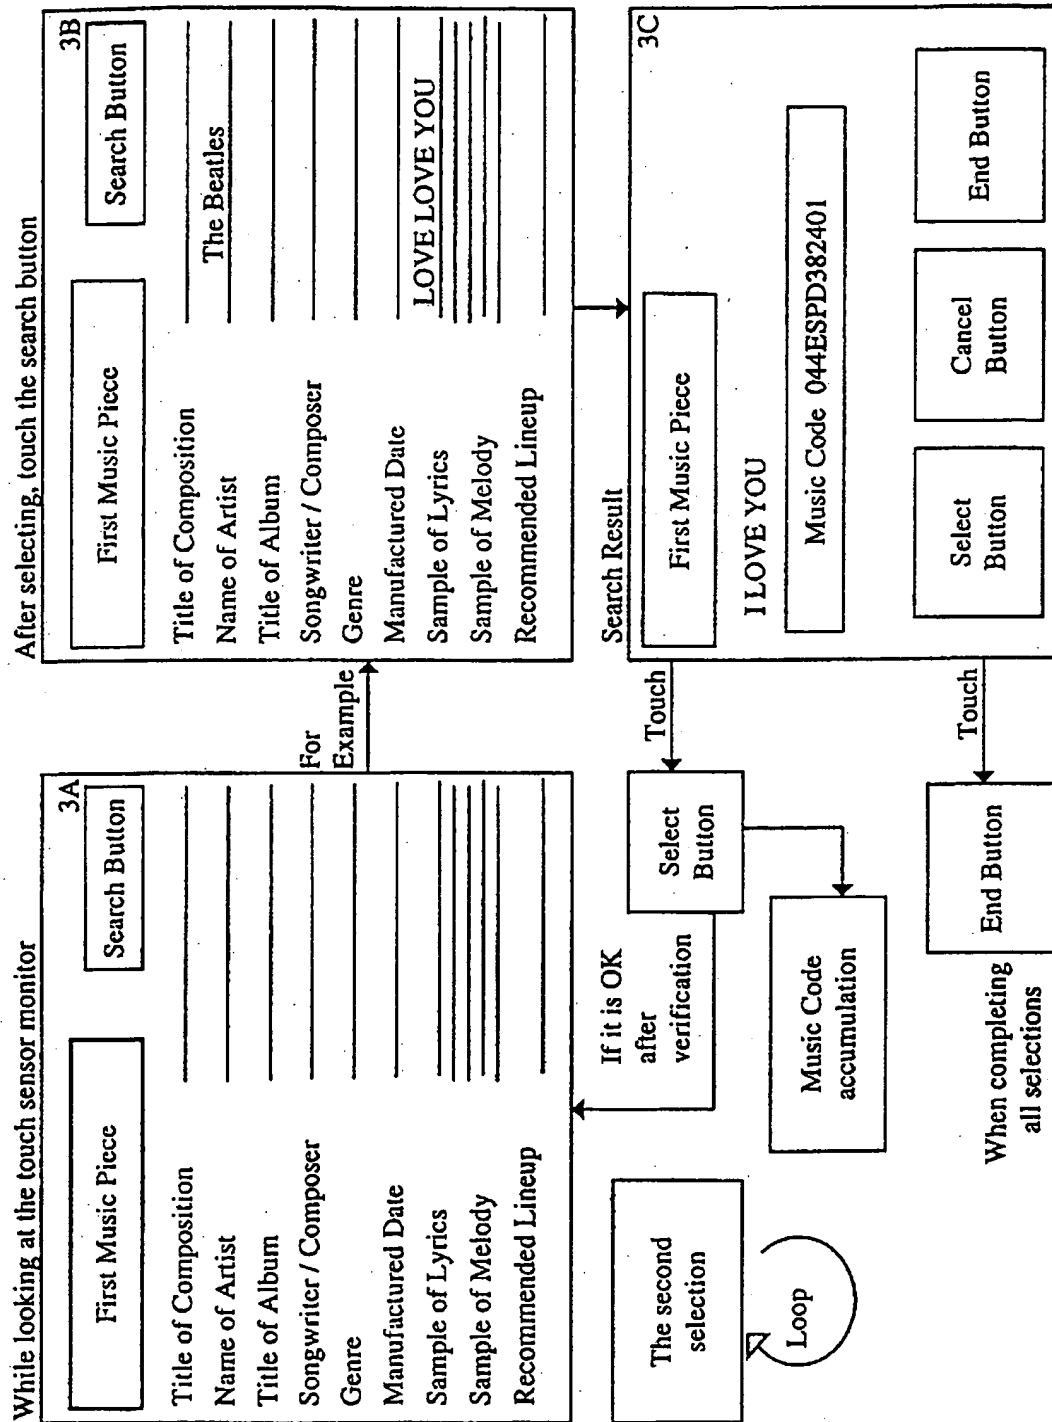 While looking at the touch sensor monitor
3A
First Music Piece
Search Button
Title of Composition
Name of Artist
Title of Album
Songwriter / Composer
Genre
Manufactured Date
Sample of Lyrics
Sample of Melody
Recommended Lineup
For
Example
After selecting, touch the search button
3B
First Music Piece
Search Button
Title of Composition
Name of Artist The Beatles
Title of Album
Songwriter / Composer
Genre
Manufactured Date
Sample of Lyrics LOVE LOVE YOU
Sample of Melody
Recommended Lineup
Search Result
3C
First Music Piece
I LOVE YOU
Music Code 044ESPD382401
Select
Button
Cancel
Button
End Button
Touch
Select
Button
If it is OK
after
verification
Music Code
accumulation
The second
selection
Loop
Touch
End Button
When completing
all selections